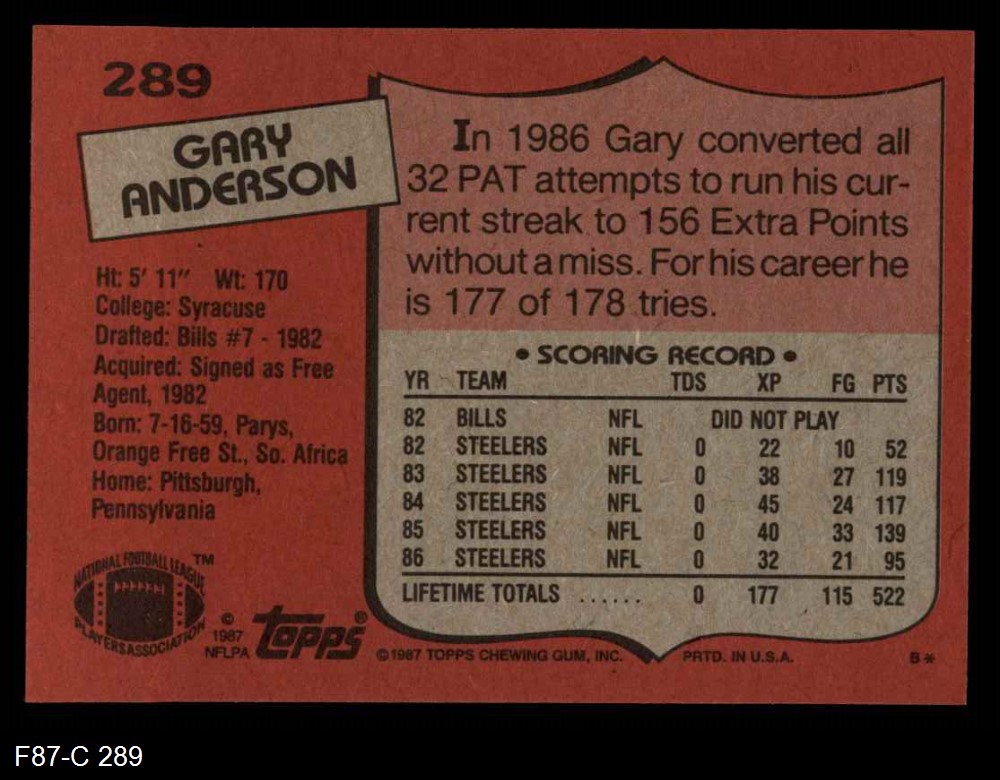 289
GARY
ANDERSON
Ht: 5' 11" Wt: 170
College: Syracuse
Drafted: Bills #7 - 1982
Acquired: Signed as Free
Agent, 1982
Born: 7-16-59, Parys,
Orange Free St., So. Africa
Home: Pittsburgh,
Pennsylvania
In 1986 Gary converted all
32 PAT attempts to run his cur-
rent streak to 156 Extra Points
without a miss. For his career he
is 177 of 178 tries.
• SCORING RECORD •
YR TEAM TDS XP FG PTS
82 BILLS NFL DID NOT PLAY
82 STEELERS NFL 0 22 10 52
83 STEELERS NFL 0 38 27 119
84 STEELERS NFL 0 45 24 117
85 STEELERS NFL 0 40 33 139
86 STEELERS NFL 0 32 21 95
LIFETIME TOTALS ...... 0 177 115 522
NATIONAL FOOTBALL LEAGUE ™
PLAYERS ASSOCIATION
© 1987 NFLPA
topps®
©1987 TOPPS CHEWING GUM, INC. PRTD. IN U.S.A. B*
F87-C 289